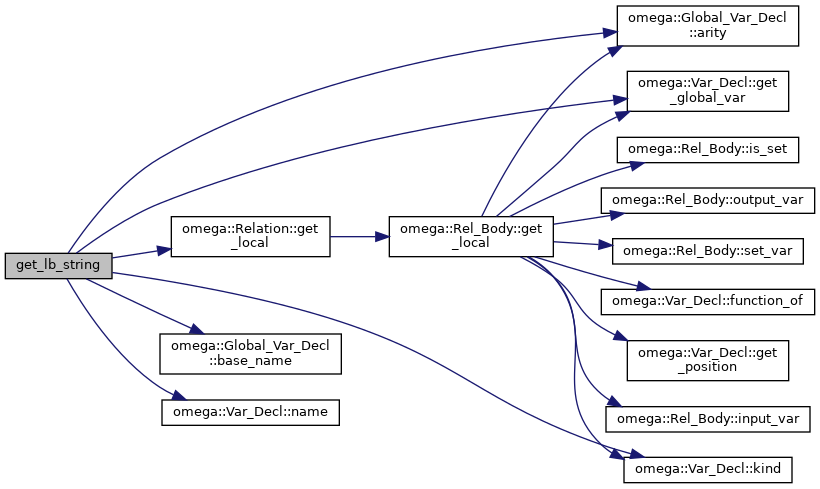 get_lb_string
omega::Relation::get
_local
omega::Global_Var_Decl
::base_name
omega::Var_Decl::name
omega::Rel_Body::get
_local
omega::Global_Var_Decl
::arity
omega::Var_Decl::get
_global_var
omega::Rel_Body::is_set
omega::Rel_Body::output_var
omega::Rel_Body::set_var
omega::Var_Decl::function_of
omega::Var_Decl::get
_position
omega::Rel_Body::input_var
omega::Var_Decl::kind